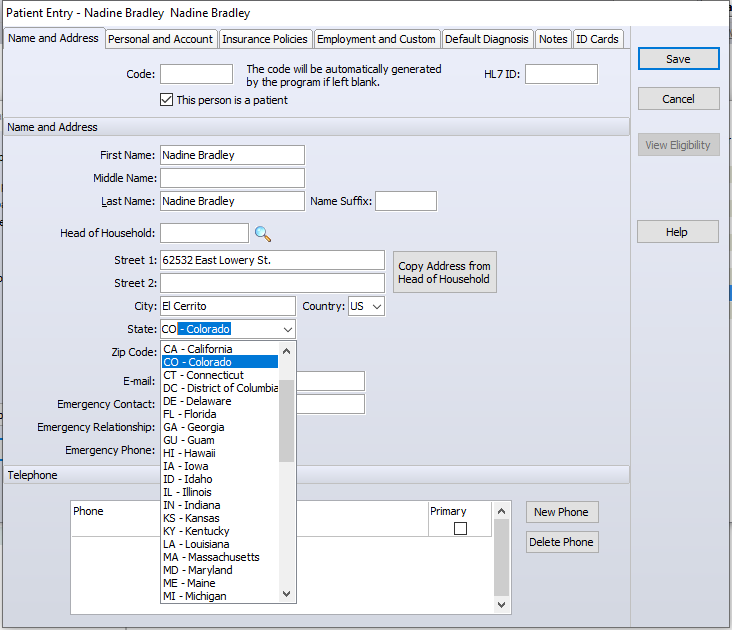 Patient Entry - Nadine Bradley  Nadine Bradley
Name and Address
Personal and Account
Insurance Policies
Employment and Custom
Default Diagnosis
Notes
ID Cards
Code:
The code will be automatically generated
by the program if left blank.
HL7 ID:
This person is a patient
Save
Cancel
View Eligibility
Help
Name and Address
First Name: Nadine Bradley
Middle Name:
Last Name: Nadine Bradley
Name Suffix:
Head of Household:
Street 1: 62532 East Lowery St.
Copy Address from
Head of Household
Street 2:
City: El Cerrito
Country: US
State: CO - Colorado
Zip Code:
E-mail:
Emergency Contact:
Emergency Relationship:
Emergency Phone:
CA - California
CO - Colorado
CT - Connecticut
DC - District of Columbia
DE - Delaware
FL - Florida
GA - Georgia
GU - Guam
HI - Hawaii
IA - Iowa
ID - Idaho
IL - Illinois
IN - Indiana
KS - Kansas
KY - Kentucky
LA - Louisiana
MA - Massachusetts
MD - Maryland
ME - Maine
MI - Michigan
Telephone
Phone
Primary
New Phone
Delete Phone